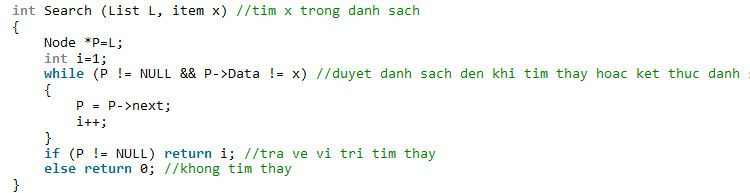 int Search (List L, item x) //tim x trong danh sach
{
    Node *P=L;
    int i=1;
    while (P != NULL && P->Data != x) //duyet danh sach den khi tim thay hoac ket thuc danh
    {
        P = P->next;
        i++;
    }
    if (P != NULL) return i; //tra ve vi tri tim thay
    else return 0; //khong tim thay
}